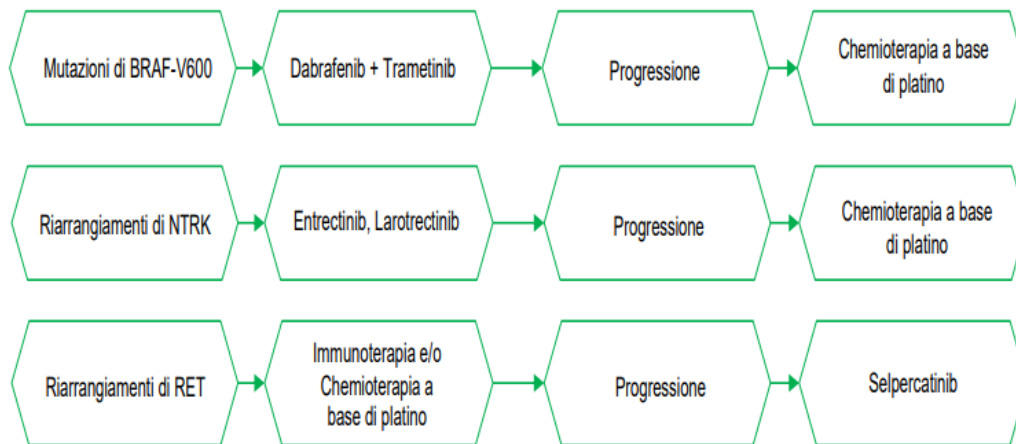 Mutazioni di BRAF-V600
Dabrafenib + Trametinib
Progressione
Chemioterapia a base
di platino
Riarrangiamenti di NTRK
Entrectinib, Larotrectinib
Progressione
Chemioterapia a base
di platino
Riarrangiamenti di RET
Immunoterapia e/o
Chemioterapia a
base di platino
Progressione
Selpercatinib